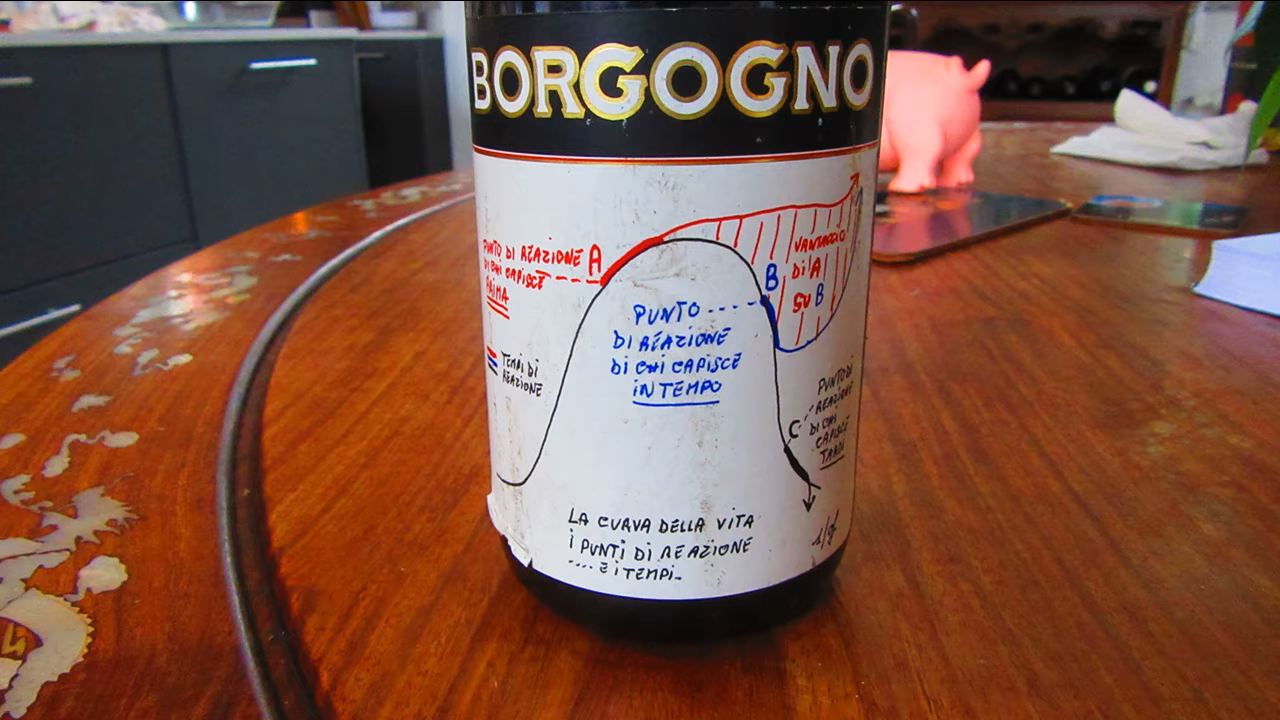 BORGOGNO
PUNTO DI REAZIONE A
DI CHI CAPISCE
PRIMA
VANTAGGIO
Di A
SU B
B
PUNTO
DI REAZIONE
DI CHI CAPISCE
iN TEMPO
TEMPI DI
REAZIONE
C
PUNTO DI
REAZIONE
DI CHI
CAPISCE
TARDI
LA CURVA DELLA VITA
i PUNTI Di REAZIONE
.... E i TEMPi_